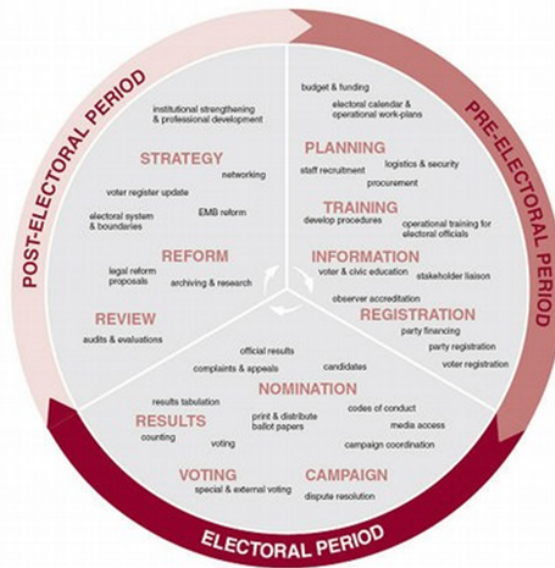 POST-ELECTORAL PERIOD
institutional strengthening
& professional development
STRATEGY
networking
voter register update
electoral system
& boundaries
EMB reform
REFORM
legal reform
proposals
archiving & research
REVIEW
audits & evaluations
PRE-ELECTORAL PERIOD
budget & funding
electoral calendar &
operational work-plans
PLANNING
logistics & security
staff recruitment
procurement
TRAINING
develop procedures
operational training for
electoral officials
INFORMATION
voter & civic education
stakeholder liaison
observer accreditation
REGISTRATION
party financing
party registration
voter registration
official results
complaints & appeals
candidates
NOMINATION
results tabulation
codes of conduct
RESULTS
print & distribute
ballot papers
media access
counting
voting
campaign coordination
VOTING
CAMPAIGN
special & external voting
dispute resolution
ELECTORAL PERIOD